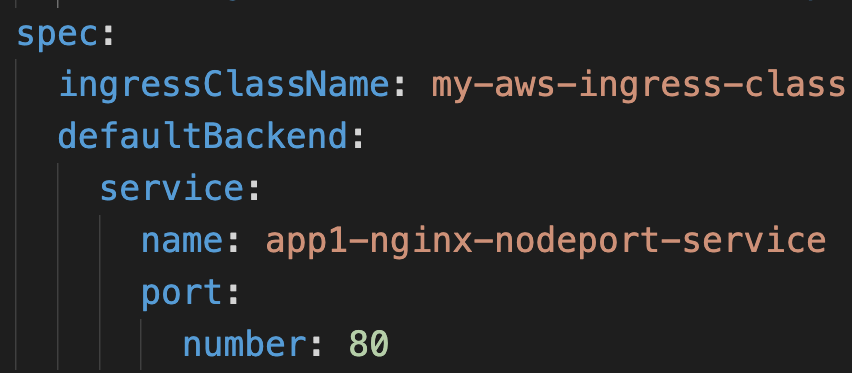 spec:
  ingressClassName: my-aws-ingress-class
  defaultBackend:
    service:
      name: app1-nginx-nodeport-service
      port:
        number: 80